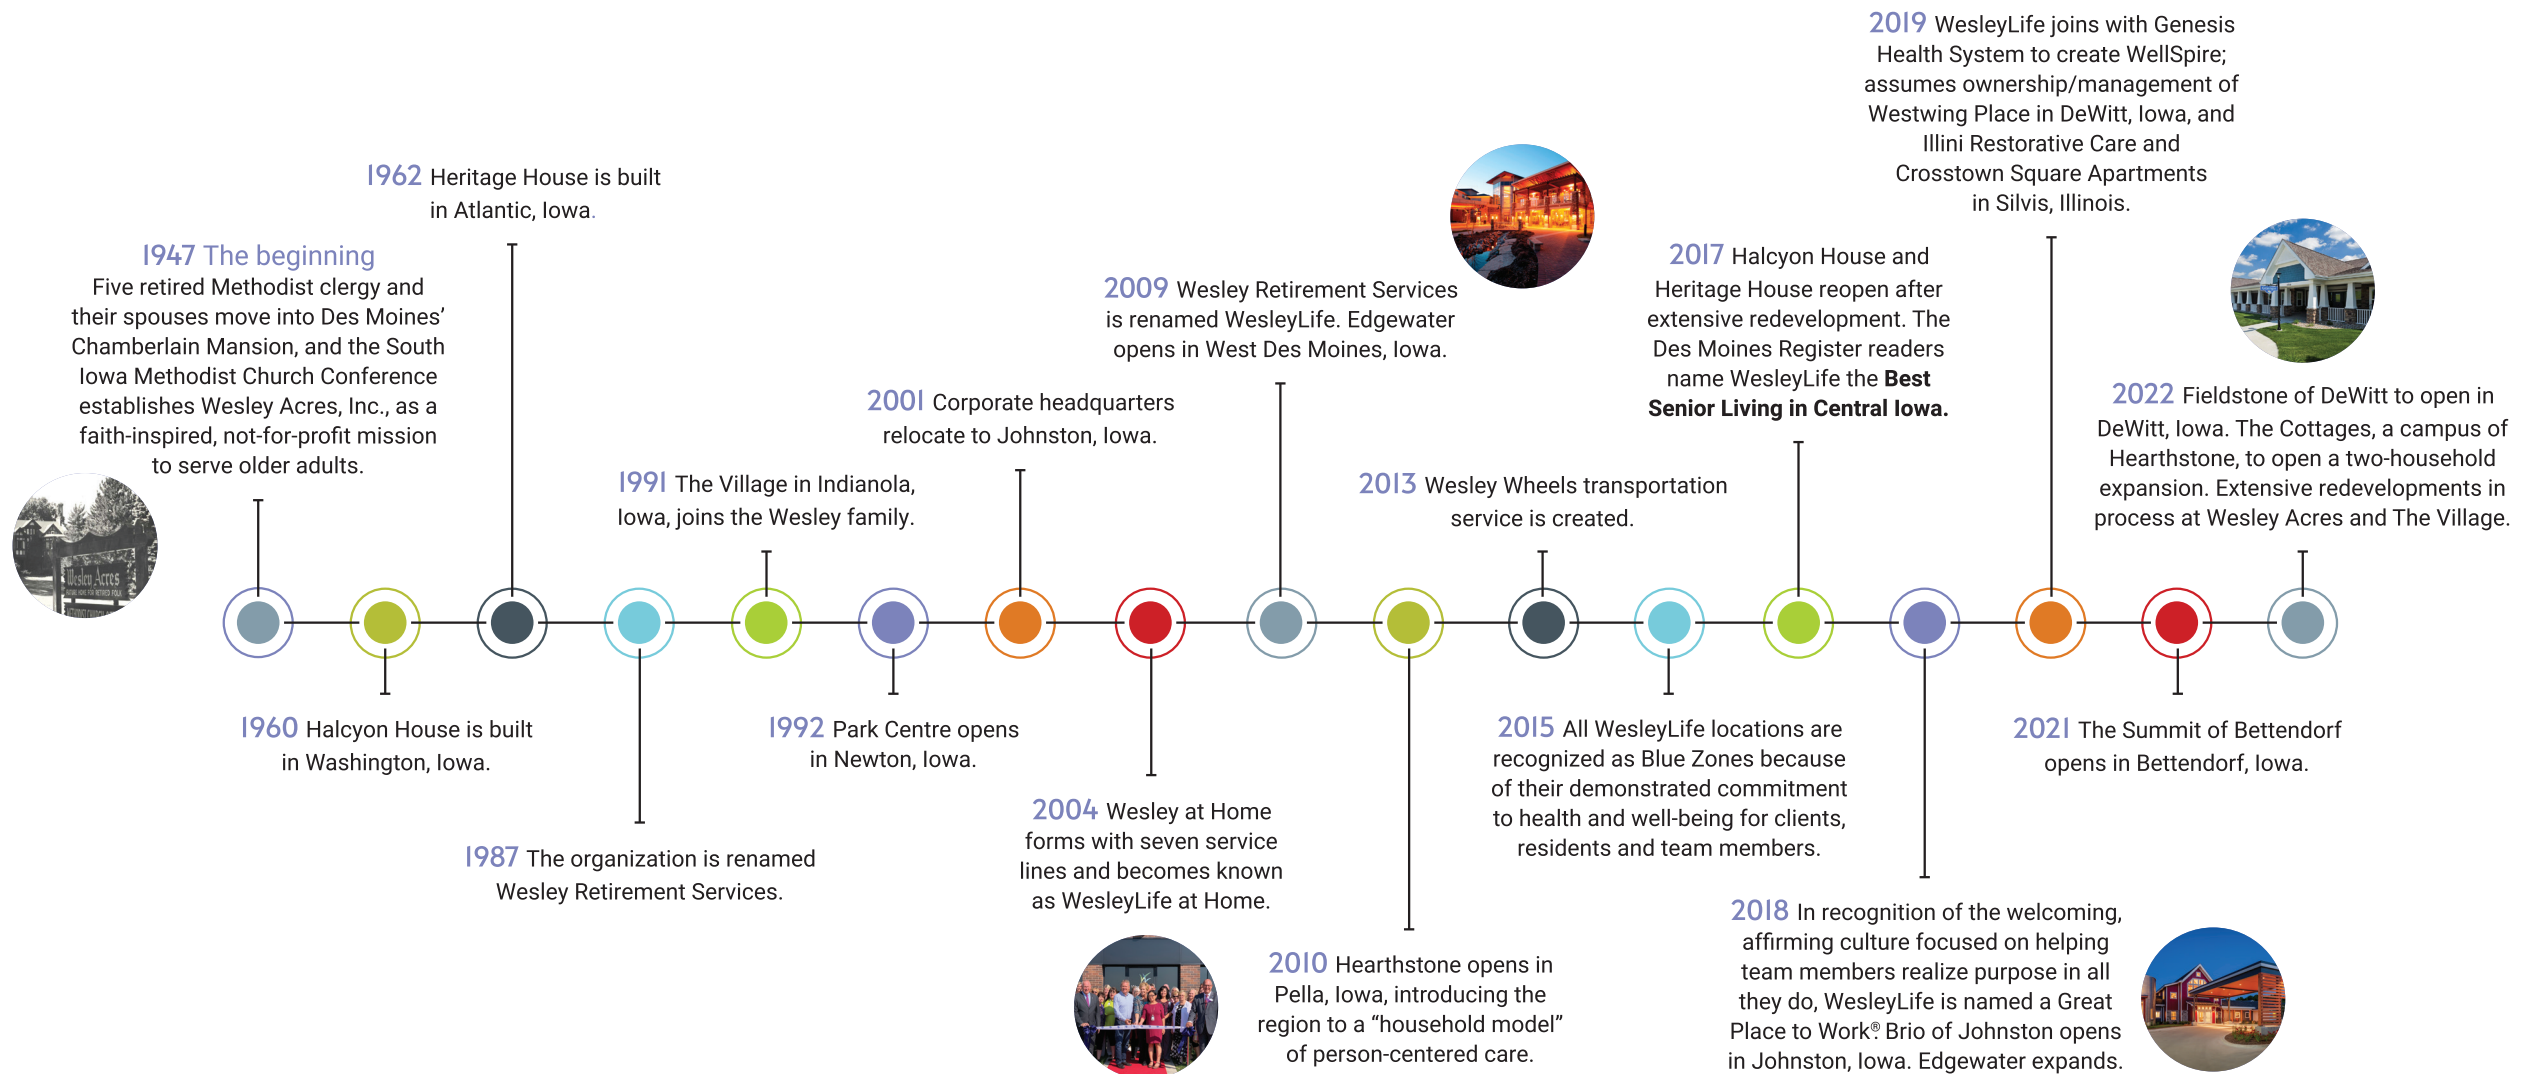 1947 The beginning
Five retired Methodist clergy and
their spouses move into Des Moines’
Chamberlain Mansion, and the South
Iowa Methodist Church Conference
establishes Wesley Acres, Inc., as a
faith-inspired, not-for-profit mission
to serve older adults.
Wesley Acres
1960 Halcyon House is built
in Washington, Iowa.
1962 Heritage House is built
in Atlantic, Iowa.
1987 The organization is renamed
Wesley Retirement Services.
1991 The Village in Indianola,
Iowa, joins the Wesley family.
1992 Park Centre opens
in Newton, Iowa.
2001 Corporate headquarters
relocate to Johnston, Iowa.
2004 Wesley at Home
forms with seven service
lines and becomes known
as WesleyLife at Home.
2009 Wesley Retirement Services
is renamed WesleyLife. Edgewater
opens in West Des Moines, Iowa.
2010 Hearthstone opens in
Pella, Iowa, introducing the
region to a “household model”
of person-centered care.
2013 Wesley Wheels transportation
service is created.
2015 All WesleyLife locations are
recognized as Blue Zones because
of their demonstrated commitment
to health and well-being for clients,
residents and team members.
2017 Halcyon House and
Heritage House reopen after
extensive redevelopment. The
Des Moines Register readers
name WesleyLife the Best
Senior Living in Central Iowa.
2018 In recognition of the welcoming,
affirming culture focused on helping
team members realize purpose in all
they do, WesleyLife is named a Great
Place to Work®. Brio of Johnston opens
in Johnston, Iowa. Edgewater expands.
2019 WesleyLife joins with Genesis
Health System to create WellSpire;
assumes ownership/management of
Westwing Place in DeWitt, Iowa, and
Illini Restorative Care and
Crosstown Square Apartments
in Silvis, Illinois.
2021 The Summit of Bettendorf
opens in Bettendorf, Iowa.
2022 Fieldstone of DeWitt to open in
DeWitt, Iowa. The Cottages, a campus of
Hearthstone, to open a two-household
expansion. Extensive redevelopments in
process at Wesley Acres and The Village.